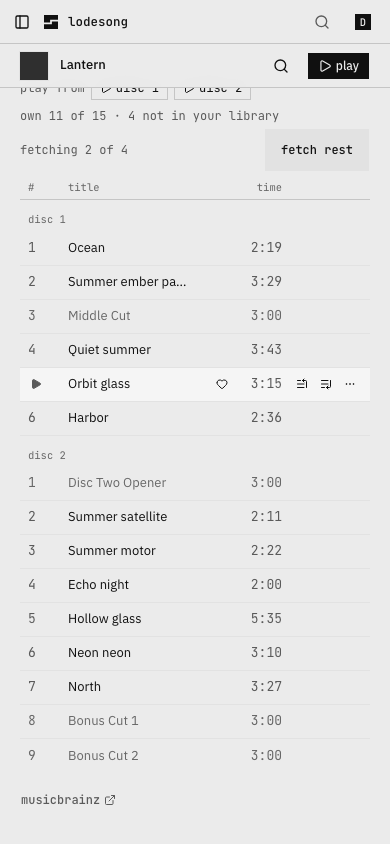 lodesong
D
Lantern
play
play from disc 1 disc 2
own 11 of 15 · 4 not in your library
fetching 2 of 4
fetch rest
# title time
disc 1
1 Ocean 2:19
2 Summer ember pa... 3:29
3 Middle Cut 3:00
4 Quiet summer 3:43
Orbit glass 3:15
6 Harbor 2:36
disc 2
1 Disc Two Opener 3:00
2 Summer satellite 2:11
3 Summer motor 2:22
4 Echo night 2:00
5 Hollow glass 5:35
6 Neon neon 3:10
7 North 3:27
8 Bonus Cut 1 3:00
9 Bonus Cut 2 3:00
musicbrainz